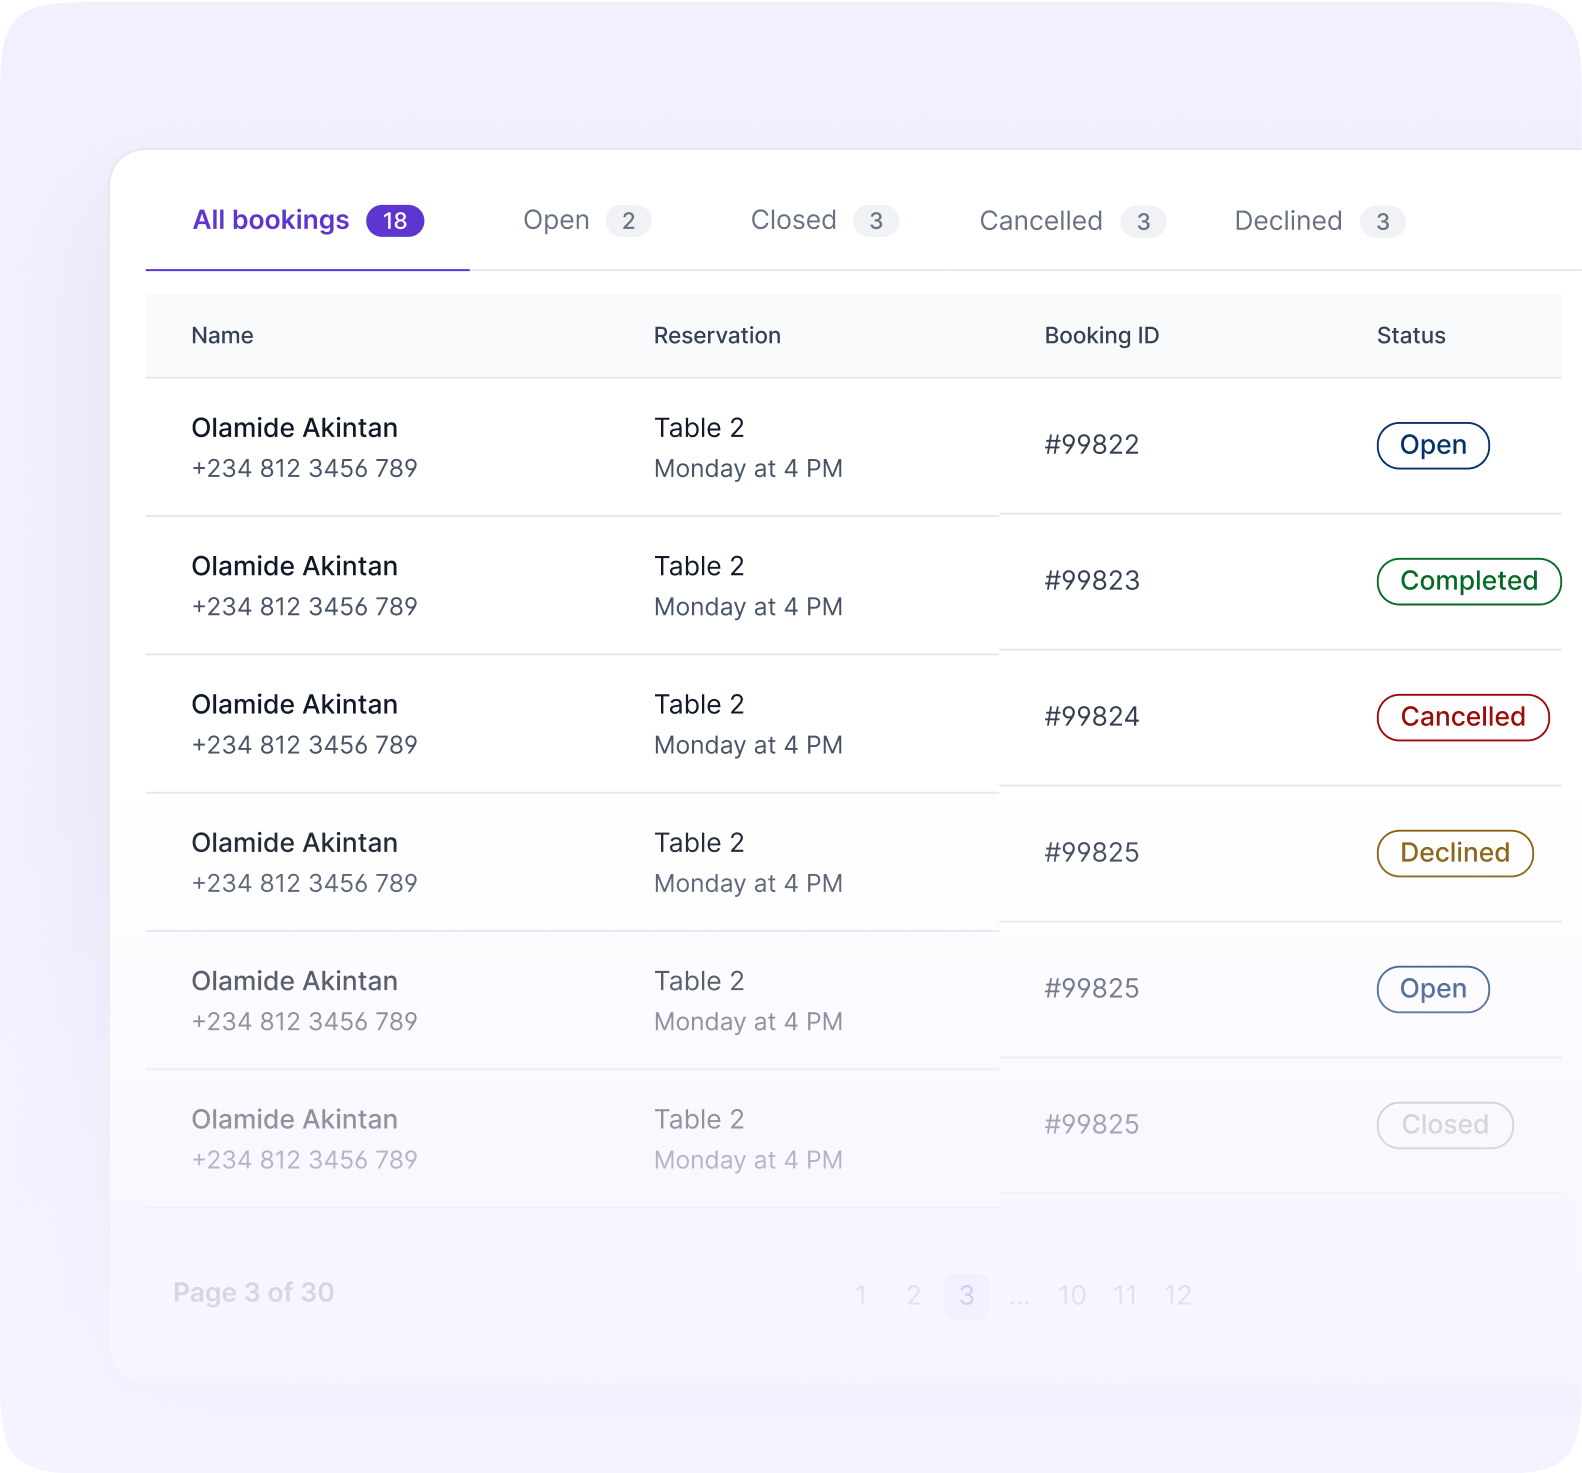 All bookings 18 Open 2 Closed 3 Cancelled 3 Declined 3
Name Reservation Booking ID Status
Olamide Akintan Table 2 #99822 Open
+234 812 3456 789 Monday at 4 PM
Olamide Akintan Table 2 #99823 Completed
+234 812 3456 789 Monday at 4 PM
Olamide Akintan Table 2 #99824 Cancelled
+234 812 3456 789 Monday at 4 PM
Olamide Akintan Table 2 #99825 Declined
+234 812 3456 789 Monday at 4 PM
Olamide Akintan Table 2 #99825 Open
+234 812 3456 789 Monday at 4 PM
Olamide Akintan Table 2 #99825 Closed
+234 812 3456 789 Monday at 4 PM
Page 3 of 30 1 2 3 ... 10 11 12